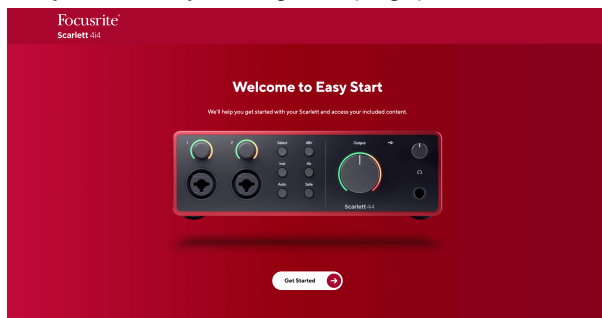 Focusrite®
Scarlett 4i4
Welcome to Easy Start
We'll help you get started with your Scarlett and access your included content.
1
2
Select
48V
Output
Inst
Air
Auto
Safe
Scarlett 4i4
Get Started